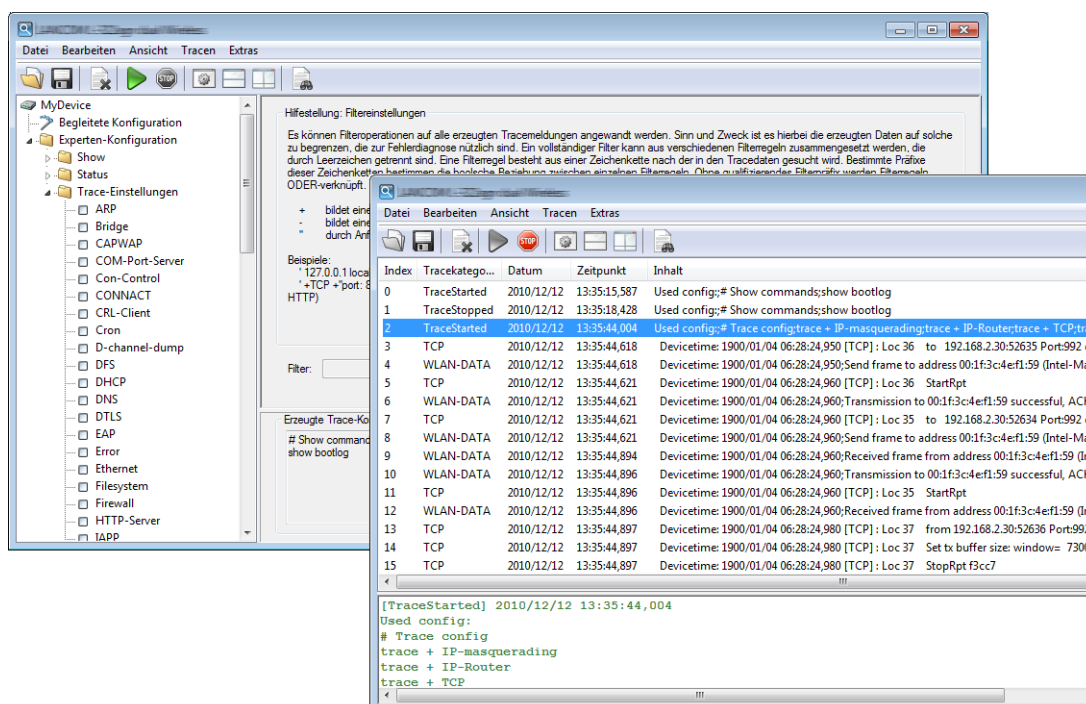 Datei Bearbeiten Ansicht Tracen Extras
MyDevice
Begleitete Konfiguration
Experten-Konfiguration
Show
Status
Trace-Einstellungen
ARP
Bridge
CAPWAP
COM-Port-Server
Con-Control
CONNACT
CRL-Client
Cron
D-channel-dump
DFS
DHCP
DNS
DTLS
EAP
Error
Ethernet
Filesystem
Firewall
HTTP-Server
IAPP
Hilfestellung: Filtereinstellungen
Es können Filteroperationen auf alle erzeugten Tracemeldungen angewandt werden. Sinn und Zweck ist es hierbei die erzeugten Daten auf solche
zu begrenzen, die zur Fehlerdiagnose nützlich sind. Ein vollständiger Filter kann aus verschiedenen Filterregeln zusammengesetzt werden, die
durch Leerzeichen getrennt sind. Eine Filterregel besteht aus einer Zeichenkette nach der in den Tracedaten gesucht wird. Bestimmte Präfixe
dieser Zeichenketten bestimmen die boolsche Beziehung zwischen einzelnen Filterregeln. Ohne qualifizierendes Filterpräfix werden Filterregeln
ODER-verknüpft.
+ bildet eine
- bildet eine
" durch Anf
Beispiele:
' 127.0.0.1 loca
' +TCP +"port: 8
HTTP)
Filter:
Erzeugte Trace-Ko
# Show command
show bootlog
Datei Bearbeiten Ansicht Tracen Extras
Index Tracekatego... Datum Zeitpunkt Inhalt
0 TraceStarted 2010/12/12 13:35:15,587 Used config:;# Show commands;show bootlog
1 TraceStopped 2010/12/12 13:35:18,428 Used config:;# Show commands;show bootlog
2 TraceStarted 2010/12/12 13:35:44,004 Used config:;# Trace config;trace + IP-masquerading;trace + IP-Router;trace + TCP;tra
3 TCP 2010/12/12 13:35:44,618 Devicetime: 1900/01/04 06:28:24,950 [TCP] : Loc 36 to 192.168.2.30:52635 Port:992
4 WLAN-DATA 2010/12/12 13:35:44,618 Devicetime: 1900/01/04 06:28:24,950;Send frame to address 00:1f:3c:4e:f1:59 (Intel-Ma
5 TCP 2010/12/12 13:35:44,621 Devicetime: 1900/01/04 06:28:24,960 [TCP] : Loc 36 StartRpt
6 WLAN-DATA 2010/12/12 13:35:44,621 Devicetime: 1900/01/04 06:28:24,960;Transmission to 00:1f:3c:4e:f1:59 successful, ACK
7 TCP 2010/12/12 13:35:44,621 Devicetime: 1900/01/04 06:28:24,960 [TCP] : Loc 35 to 192.168.2.30:52634 Port:992
8 WLAN-DATA 2010/12/12 13:35:44,621 Devicetime: 1900/01/04 06:28:24,960;Send frame to address 00:1f:3c:4e:f1:59 (Intel-Ma
9 WLAN-DATA 2010/12/12 13:35:44,894 Devicetime: 1900/01/04 06:28:24,960;Received frame from address 00:1f:3c:4e:f1:59 (I
10 WLAN-DATA 2010/12/12 13:35:44,896 Devicetime: 1900/01/04 06:28:24,960;Transmission to 00:1f:3c:4e:f1:59 successful, ACK
11 TCP 2010/12/12 13:35:44,896 Devicetime: 1900/01/04 06:28:24,960 [TCP] : Loc 35 StartRpt
12 WLAN-DATA 2010/12/12 13:35:44,896 Devicetime: 1900/01/04 06:28:24,960;Received frame from address 00:1f:3c:4e:f1:59 (I
13 TCP 2010/12/12 13:35:44,897 Devicetime: 1900/01/04 06:28:24,980 [TCP] : Loc 37 from 192.168.2.30:52636 Port:992
14 TCP 2010/12/12 13:35:44,897 Devicetime: 1900/01/04 06:28:24,980 [TCP] : Loc 37 Set tx buffer size: window= 7300
15 TCP 2010/12/12 13:35:44,897 Devicetime: 1900/01/04 06:28:24,980 [TCP] : Loc 37 StopRpt f3cc7
[TraceStarted] 2010/12/12 13:35:44,004
Used config:
# Trace config
trace + IP-masquerading
trace + IP-Router
trace + TCP